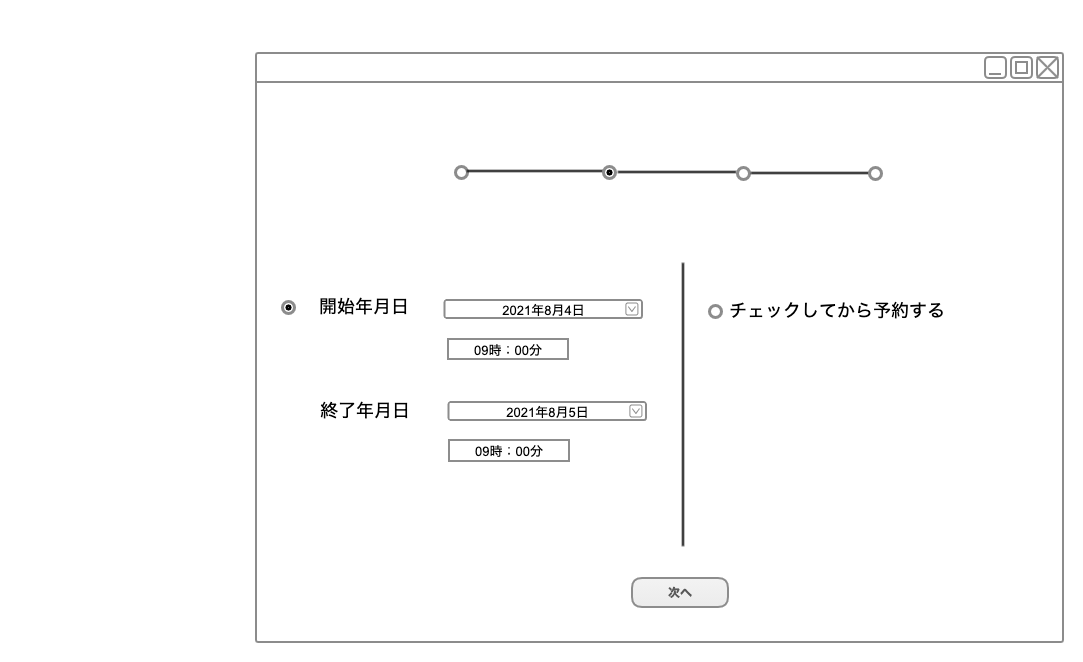 開始年月日
2021年8月4日
09時：00分
終了年月日
2021年8月5日
09時：00分
チェックしてから予約する
次へ